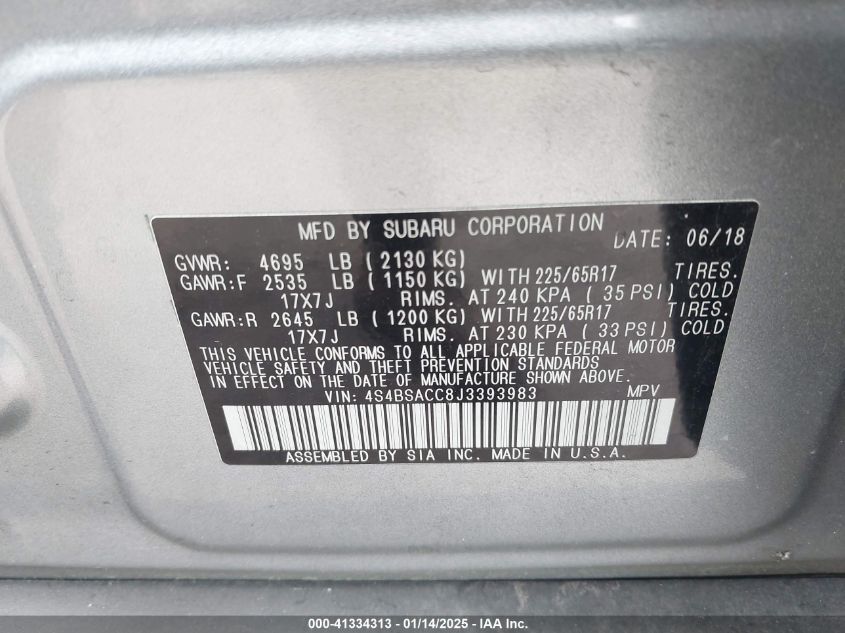 MFD BY SUBARU CORPORATION
DATE: 06/18
GVWR: 4695 LB ( 2130 KG)
GAWR:F 2535 LB ( 1150 KG) WITH 225/65R17 TIRES.
17X7J RIMS. AT 240 KPA ( 35 PSI) COLD
GAWR:R 2645 LB ( 1200 KG) WITH 225/65R17 TIRES.
17X7J RIMS. AT 230 KPA ( 33 PSI) COLD
THIS VEHICLE CONFORMS TO ALL APPLICABLE FEDERAL MOTOR
VEHICLE SAFETY AND THEFT PREVENTION STANDARDS
IN EFFECT ON THE DATE OF MANUFACTURE SHOWN ABOVE.
VIN: 4S4BSACC8J3393983 MPV
ASSEMBLED BY SIA INC. MADE IN U.S.A.
000-41334313 - 01/14/2025 - IAA Inc.